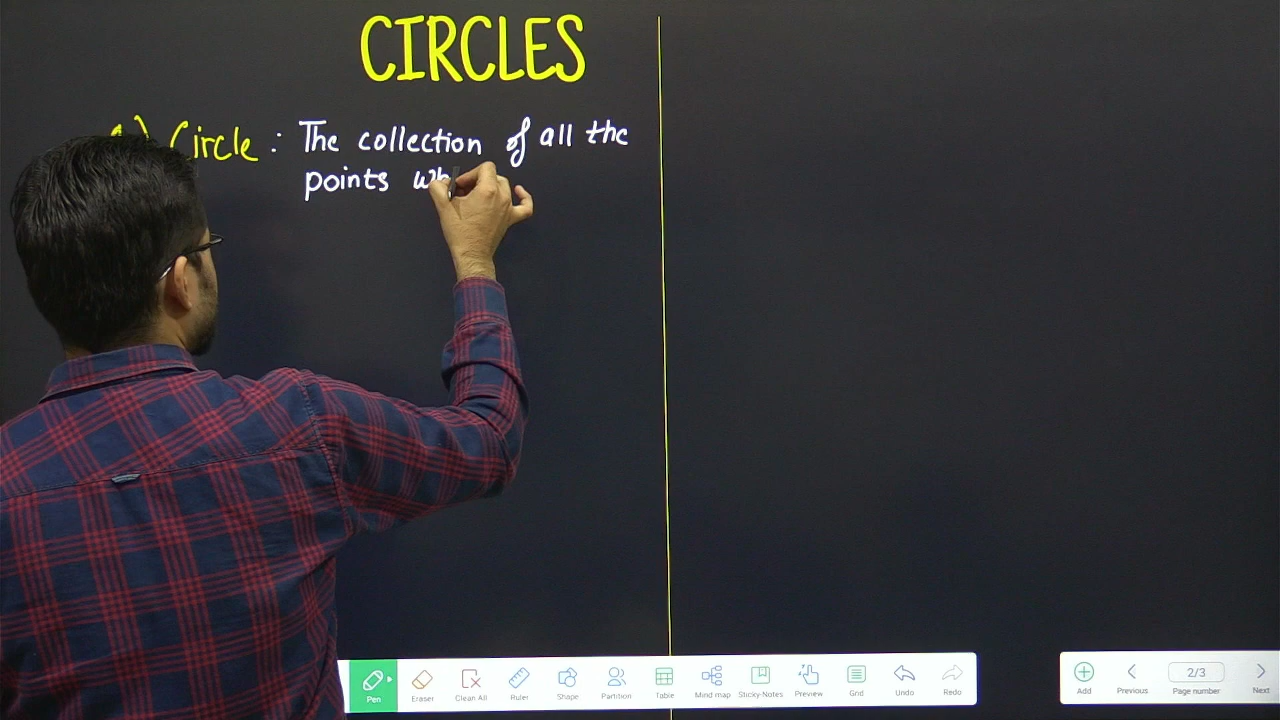 CIRCLES
Circle : The collection of all the
points
Pen
Eraser
Clean All
Ruler
Shape
Partition
Table
Mind map
Sticky Notes
Preview
Grid
Undo
Redo
Add
Previous
2/3
Page number
Next